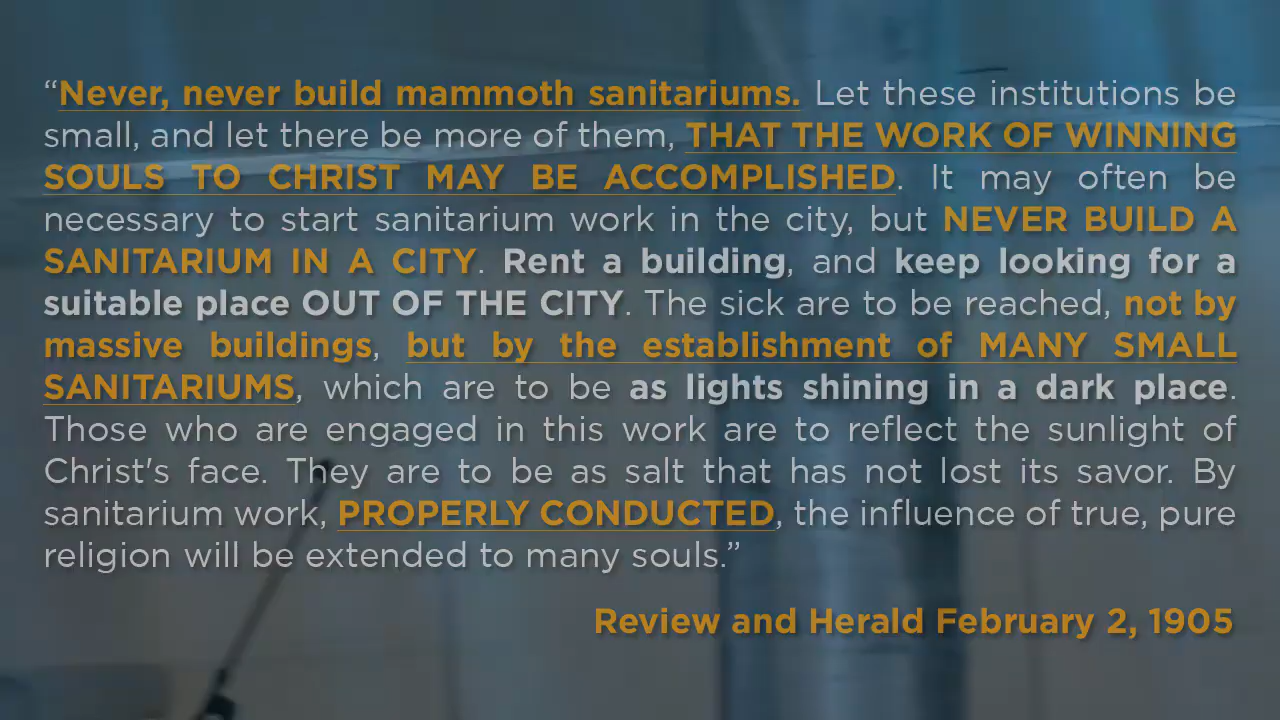 “Never, never build mammoth sanitariums. Let these institutions be
small, and let there be more of them, THAT THE WORK OF WINNING
SOULS TO CHRIST MAY BE ACCOMPLISHED. It may often be
necessary to start sanitarium work in the city, but NEVER BUILD A
SANITARIUM IN A CITY. Rent a building, and keep looking for a
suitable place OUT OF THE CITY. The sick are to be reached, not by
massive buildings, but by the establishment of MANY SMALL
SANITARIUMS, which are to be as lights shining in a dark place.
Those who are engaged in this work are to reflect the sunlight of
Christ's face. They are to be as salt that has not lost its savor. By
sanitarium work, PROPERLY CONDUCTED, the influence of true, pure
religion will be extended to many souls.”
Review and Herald February 2, 1905